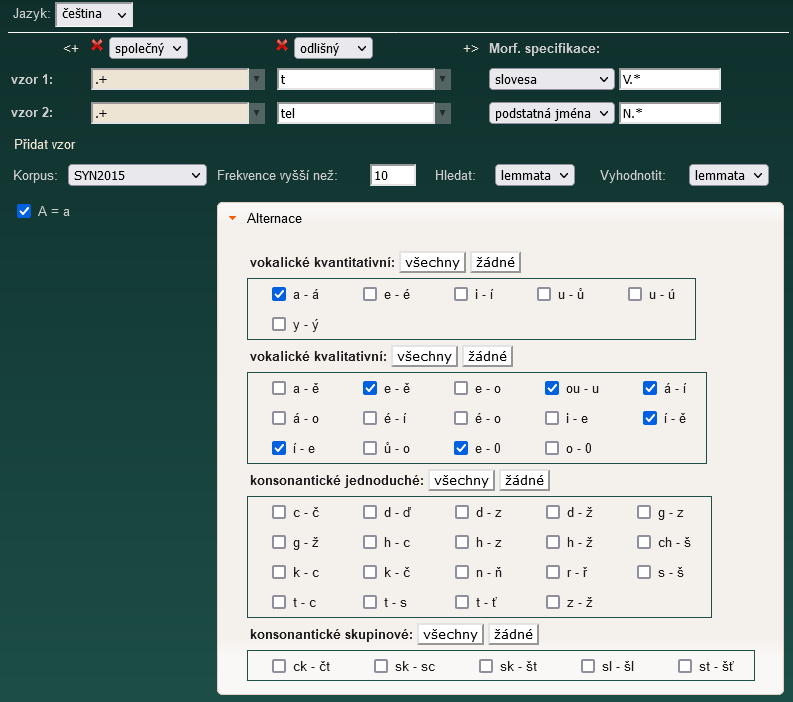 Jazyk: čeština
<+ společný odlišný +> Morf. specifikace:
vzor 1: .+ t slovesa V.*
vzor 2: .+ tel podstatná jména N.*
Přidat vzor
Korpus: SYN2015 Frekvence vyšší než: 10 Hledat: lemmata Vyhodnotit: lemmata
A = a
Alternace
vokalické kvantitativní: všechny žádné
a - á e - é i - í u - ů u - ú
y - ý
vokalické kvalitativní: všechny žádné
a - ě e - ě e - o ou - u á - í
á - o é - í é - o i - e í - ě
í - e ů - o e - 0 o - 0
konsonantické jednoduché: všechny žádné
c - č d - ď d - z d - ž g - z
g - ž h - c h - z h - ž ch - š
k - c k - č n - ň r - ř s - š
t - c t - s t - ť z - ž
konsonantické skupinové: všechny žádné
ck - čt sk - sc sk - št sl - šl st - šť